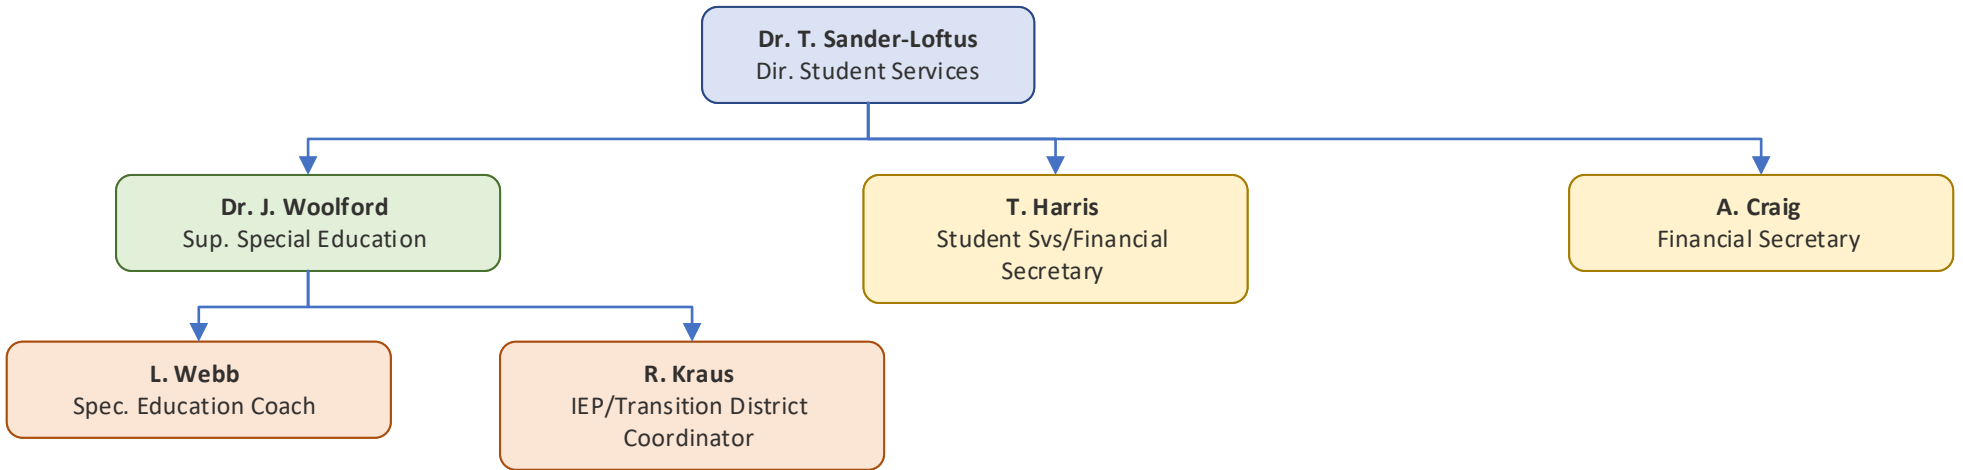 Dr. T. Sander-Loftus
Dir. Student Services
Dr. J. Woolford
Sup. Special Education
T. Harris
Student Svs/Financial
Secretary
A. Craig
Financial Secretary
L. Webb
Spec. Education Coach
R. Kraus
IEP/Transition District
Coordinator